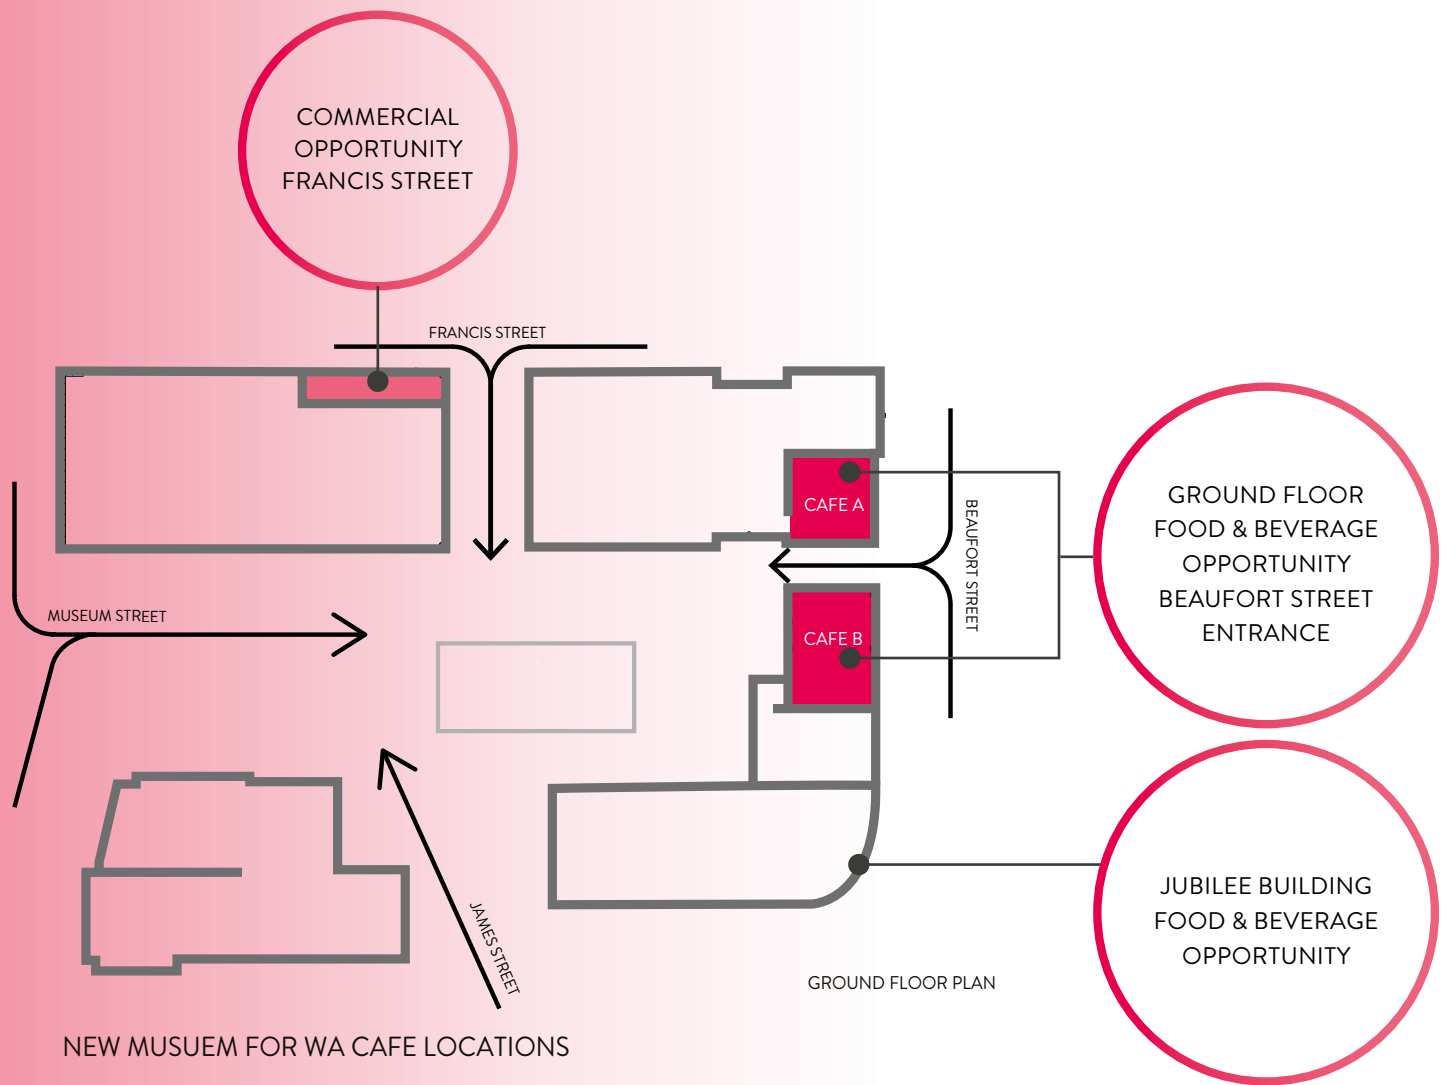 COMMERCIAL
OPPORTUNITY
FRANCIS STREET
FRANCIS STREET
CAFE A
BEAUFORT STREET
GROUND FLOOR
FOOD & BEVERAGE
OPPORTUNITY
BEAUFORT STREET
ENTRANCE
MUSEUM STREET
CAFE B
JAMES STREET
JUBILEE BUILDING
FOOD & BEVERAGE
OPPORTUNITY
GROUND FLOOR PLAN
NEW MUSUEM FOR WA CAFE LOCATIONS